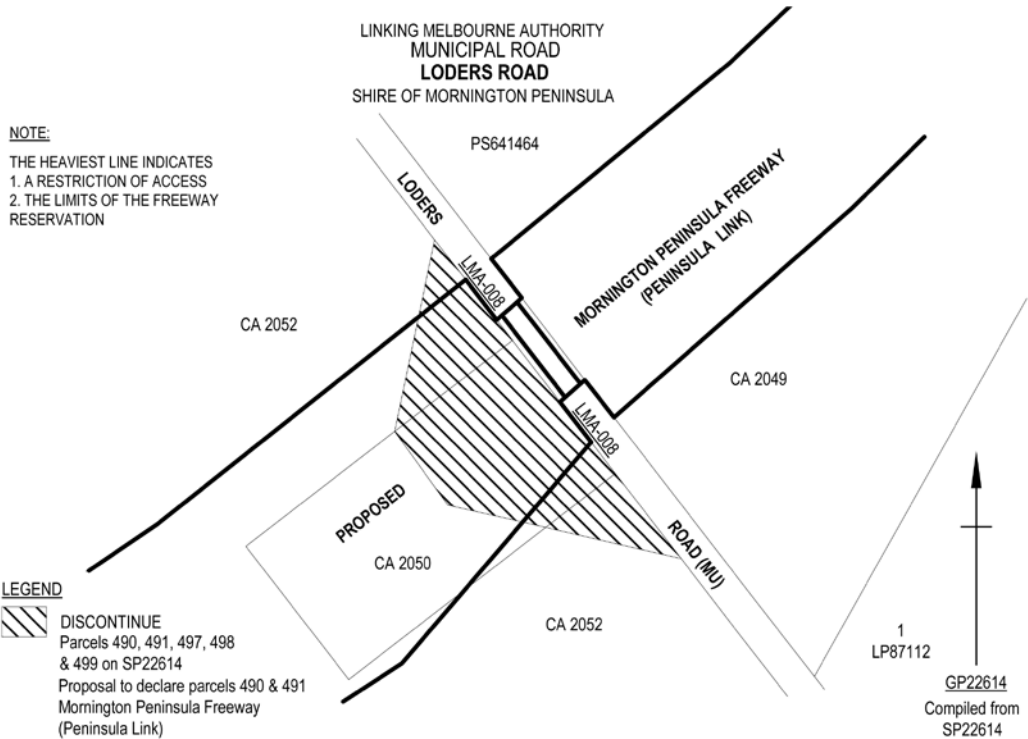 LINKING MELBOURNE AUTHORITY
MUNICIPAL ROAD
LODERS ROAD
SHIRE OF MORNINGTON PENINSULA
NOTE:
THE HEAVIEST LINE INDICATES
1. A RESTRICTION OF ACCESS
2. THE LIMITS OF THE FREEWAY
RESERVATION
PS641464
LODERS
LMA-008
MORNINGTON PENINSULA FREEWAY
(PENINSULA LINK)
CA 2052
CA 2049
LMA-008
PROPOSED
CA 2050
ROAD (MU)
CA 2052
1
LP87112
LEGEND
DISCONTINUE
Parcels 490, 491, 497, 498
& 499 on SP22614
Proposal to declare parcels 490 & 491
Mornington Peninsula Freeway
(Peninsula Link)
GP22614
Compiled from
SP22614